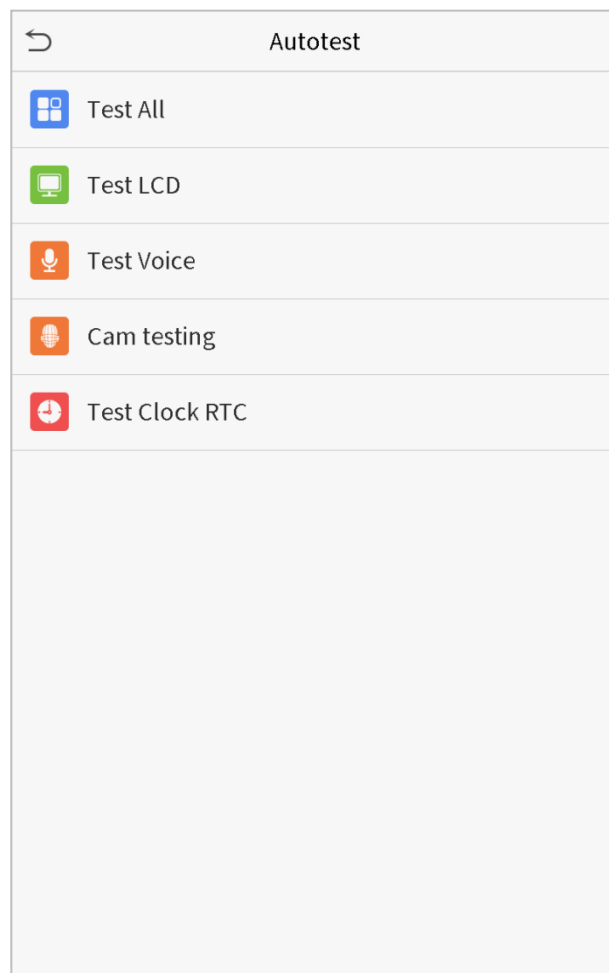 Autotest
Test All
Test LCD
Test Voice
Cam testing
Test Clock RTC